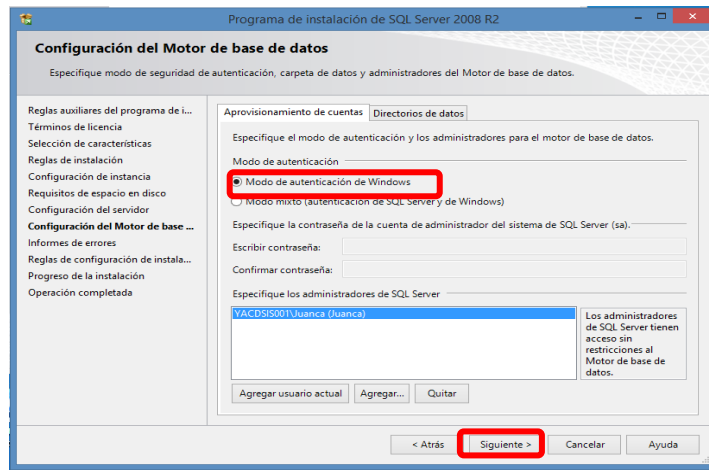 Programa de instalación de SQL Server 2008 R2
Configuración del Motor de base de datos
Especifique modo de seguridad de autenticación, carpeta de datos y administradores del Motor de base de datos.
Reglas auxiliares del programa de i...
Términos de licencia
Selección de características
Reglas de instalación
Configuración de instancia
Requisitos de espacio en disco
Configuración del servidor
Configuración del Motor de base ...
Informes de errores
Reglas de configuración de instala...
Progreso de la instalación
Operación completada
Aprovisionamiento de cuentas
Directorios de datos
Especifique el modo de autenticación y los administradores para el motor de base de datos.
Modo de autenticación
Modo de autenticación de Windows
Modo mixto (autenticación de SQL Server y de Windows)
Especifique la contraseña de la cuenta de administrador del sistema de SQL Server (sa).
Escribir contraseña:
Confirmar contraseña:
Especifique los administradores de SQL Server
YACDSIS001\Juanca (Juanca)
Los administradores
de SQL Server tienen
acceso sin
restricciones al
Motor de base de
datos.
Agregar usuario actual
Agregar...
Quitar
< Atrás
Siguiente >
Cancelar
Ayuda